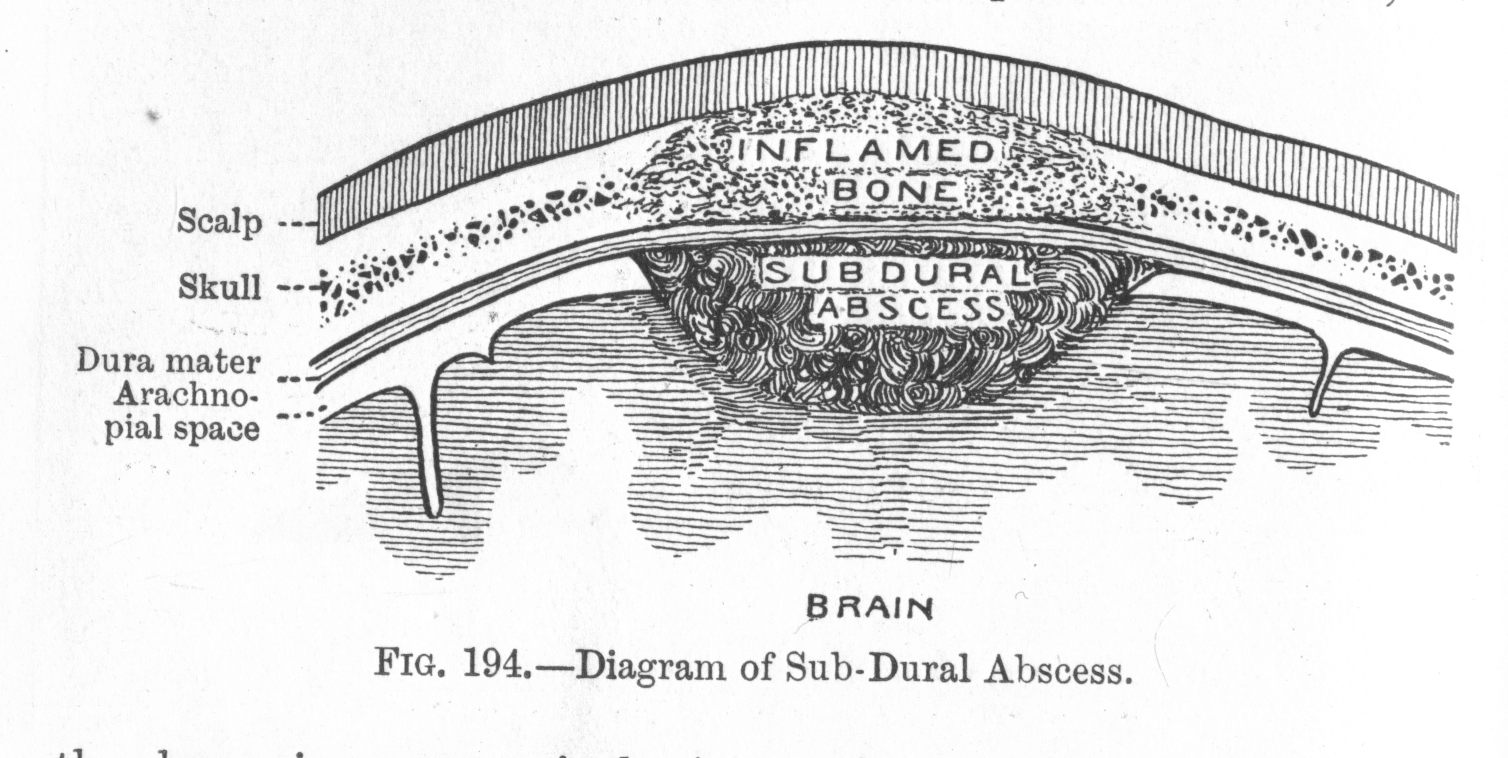 INFLAMED
BONE
SUB DURAL
ABSCESS
Scalp
Skull
Dura mater
Arachno-
pial space
BRAIN
FIG. 194.—Diagram of Sub-Dural Abscess.